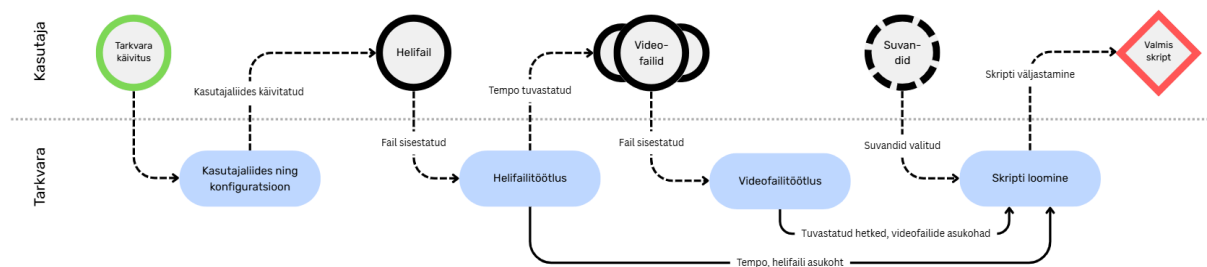 Kasutaja
Tarkvara
käivitus
Helifail
Video-
failid
Suvan-
did
Valmis
skript
Kasutajaliides käivitatud
Tempo tuvastatud
Skripti väljastamine
Fail sisestatud
Fail sisestatud
Suvandid valitud
Tarkvara
Kasutajaliides ning
konfiguratsioon
Helifailitöötlus
Videofailitöötlus
Skripti loomine
Tuvastatud hetked, videofailide asukohad
Tempo, helifaili asukoht